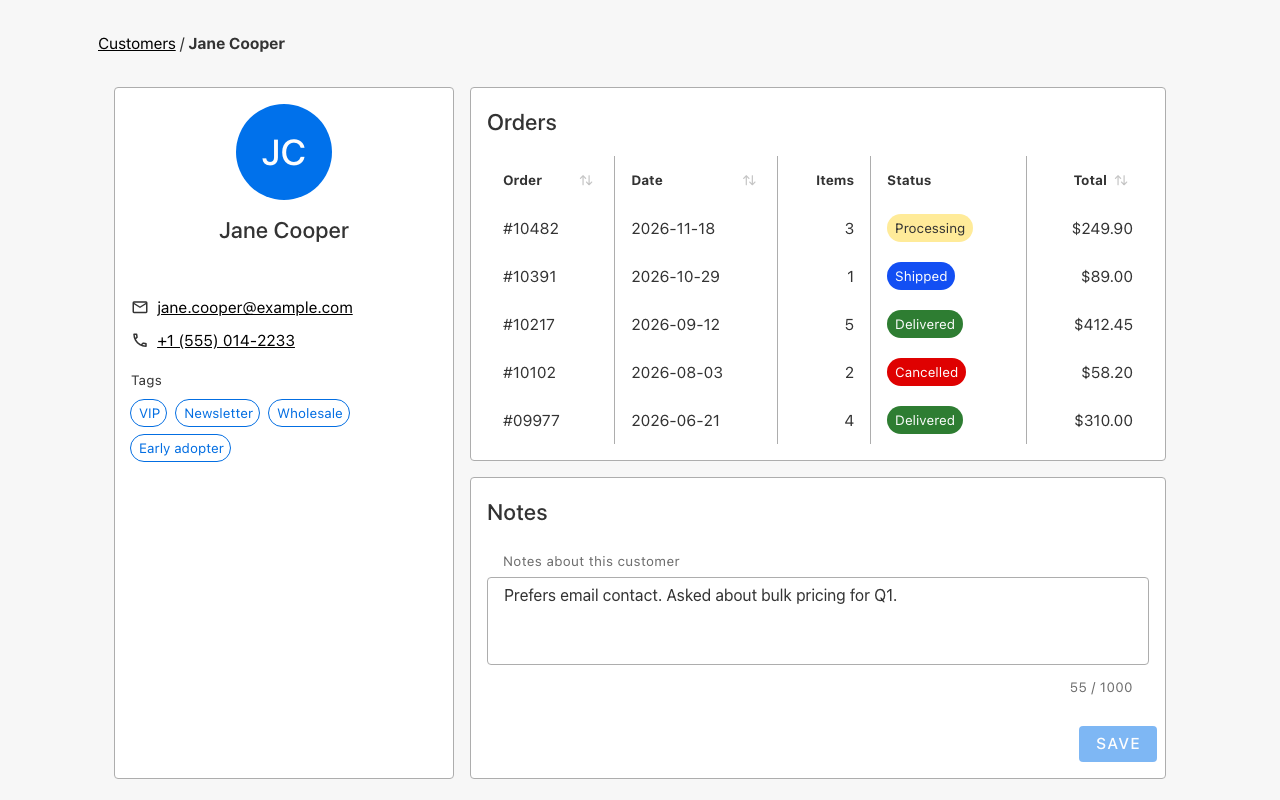 Customers / Jane Cooper
JC
Jane Cooper
jane.cooper@example.com
+1 (555) 014-2233
Tags
VIP Newsletter Wholesale
Early adopter
Orders
Order Date Items Status Total
#10482 2026-11-18 3 Processing $249.90
#10391 2026-10-29 1 Shipped $89.00
#10217 2026-09-12 5 Delivered $412.45
#10102 2026-08-03 2 Cancelled $58.20
#09977 2026-06-21 4 Delivered $310.00
Notes
Notes about this customer
Prefers email contact. Asked about bulk pricing for Q1.
55 / 1000
SAVE